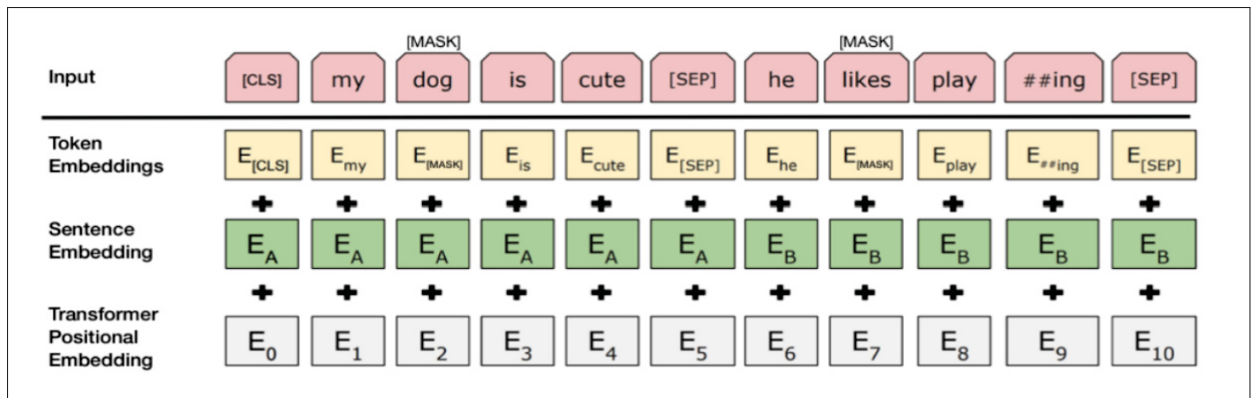 [MASK] [MASK]
Input [CLS] my dog is cute [SEP] he likes play ##ing [SEP]
Token
Embeddings
E[CLS] Emy E[MASK] Eis Ecute E[SEP] Ehe E[MASK] Eplay E##ing E[SEP]
+ + + + + + + + + + +
Sentence
Embedding
EA EA EA EA EA EA EB EB EB EB EB
+ + + + + + + + + + +
Transformer
Positional
Embedding
E0 E1 E2 E3 E4 E5 E6 E7 E8 E9 E10